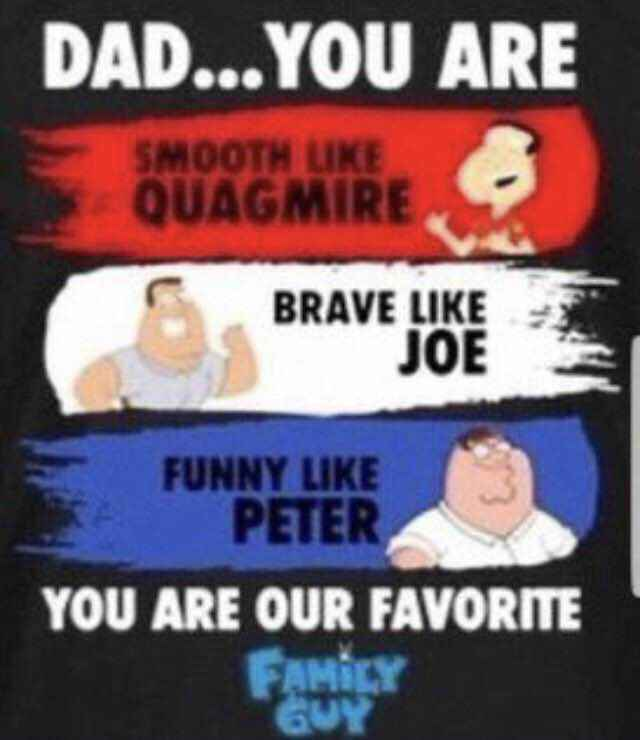 DAD...YOU ARE
SMOOTH LIKE
QUAGMIRE
BRAVE LIKE
JOE
FUNNY LIKE
PETER
YOU ARE OUR FAVORITE
FAMILY
GUY